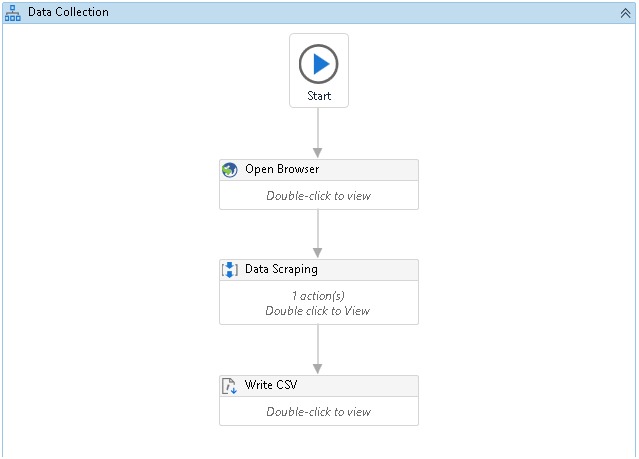 Data Collection
Start
Open Browser
Double-click to view
Data Scraping
1 action(s)
Double click to View
Write CSV
Double-click to view